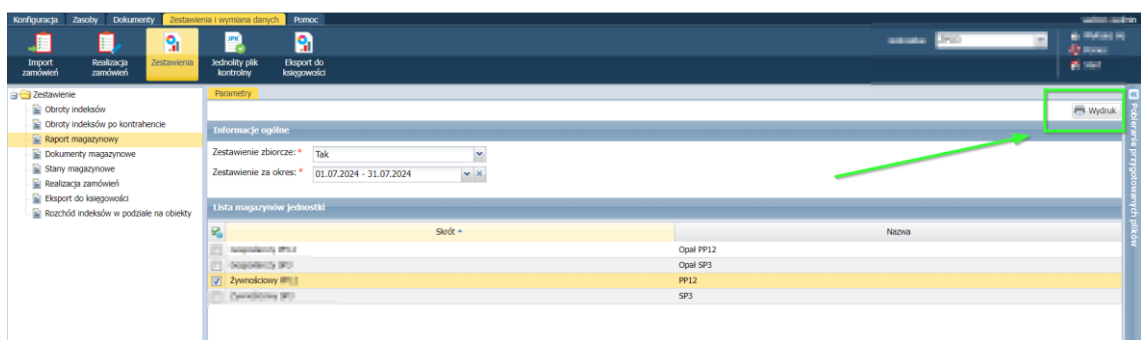 Konfiguracja Zasoby Dokumenty Zestawienia i wymiana danych Pomoc
Import zamówień
Realizacja zamówień
Zestawienia
JPK
Jednolity plik kontrolny
Eksport do księgowości
Zestawienie
Obroty indeksów
Obroty indeksów po kontrahencie
Raport magazynowy
Dokumenty magazynowe
Stany magazynowe
Realizacja zamówień
Eksport do księgowości
Rozchód indeksów w podziale na obiekty
Parametry
Wydruk
Informacje ogólne
Zestawienie zbiorcze: * Tak
Zestawienie za okres: * 01.07.2024 - 31.07.2024
Lista magazynów jednostki
Skrót Nazwa
Opał PP12
Opał SP3
Żywnościowy PP12
SP3
Pobieranie przygotowanych plików